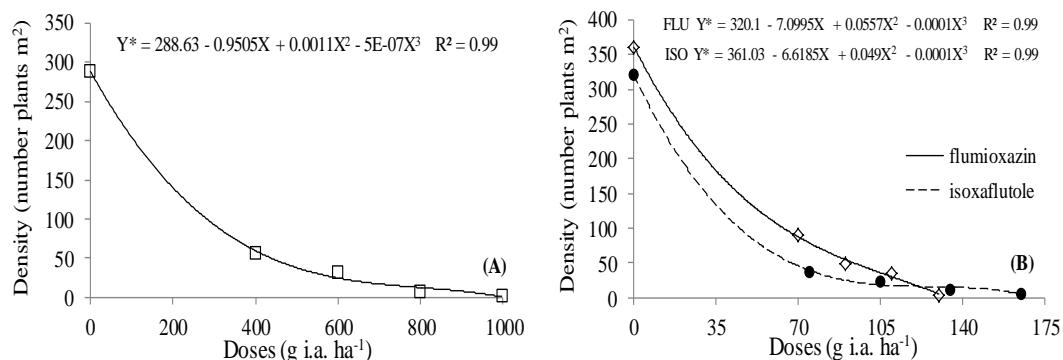 Y* = 288.63 - 0.9505X + 0.0011X² - 5E-07X³ R² = 0.99
Density (number plants m²)
350
300
250
200
150
100
50
0
(A)
0 200 400 600 800 1000
Doses (g i.a. ha⁻¹)
FLU Y* = 320.1 - 7.0995X + 0.0557X² - 0.0001X³ R² = 0.99
ISO Y* = 361.03 - 6.6185X + 0.049X² - 0.0001X³ R² = 0.99
Density (number plants m²)
400
350
300
250
200
150
100
50
0
flumioxazin
isoxaflutole
(B)
0 35 70 105 140 175
Doses (g i.a. ha⁻¹)